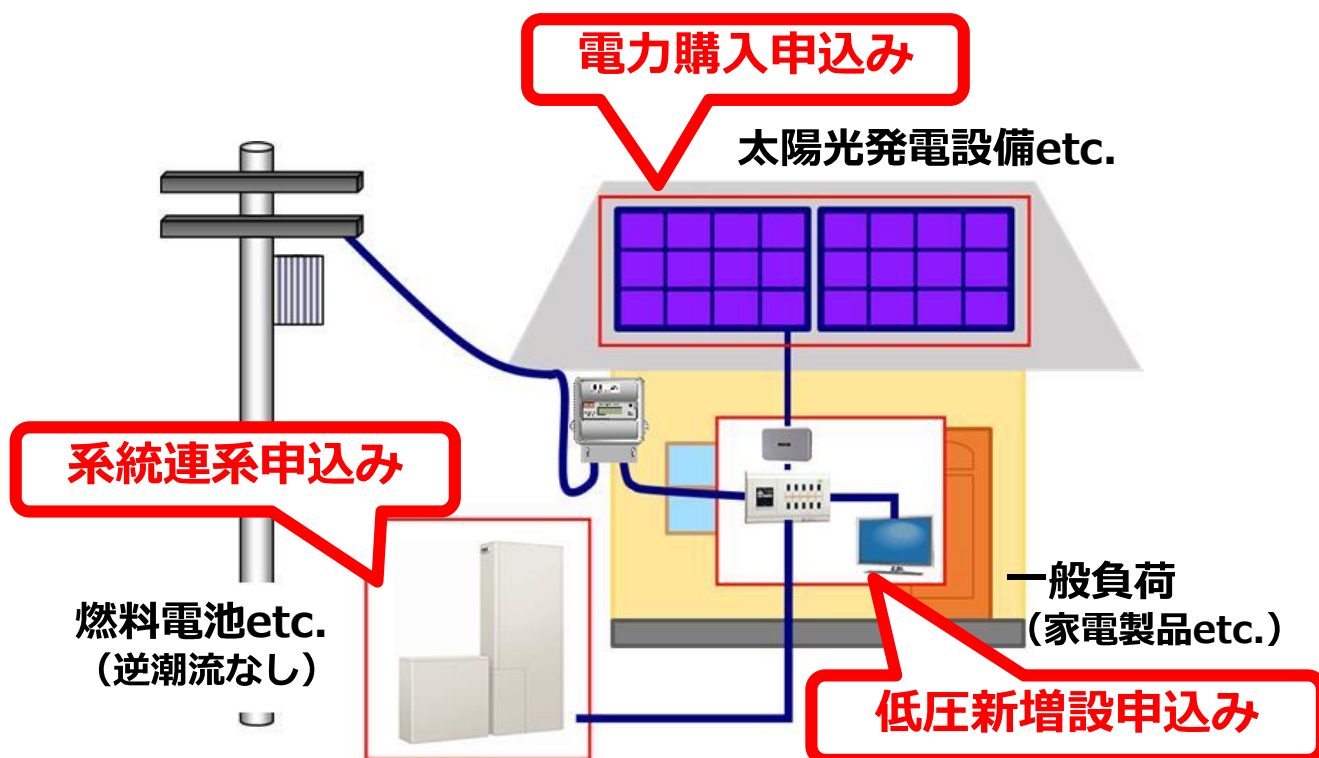 電力購入申込み
太陽光発電設備etc.
系統連系申込み
燃料電池etc.
（逆潮流なし）
一般負荷
（家電製品etc.）
低圧新増設申込み